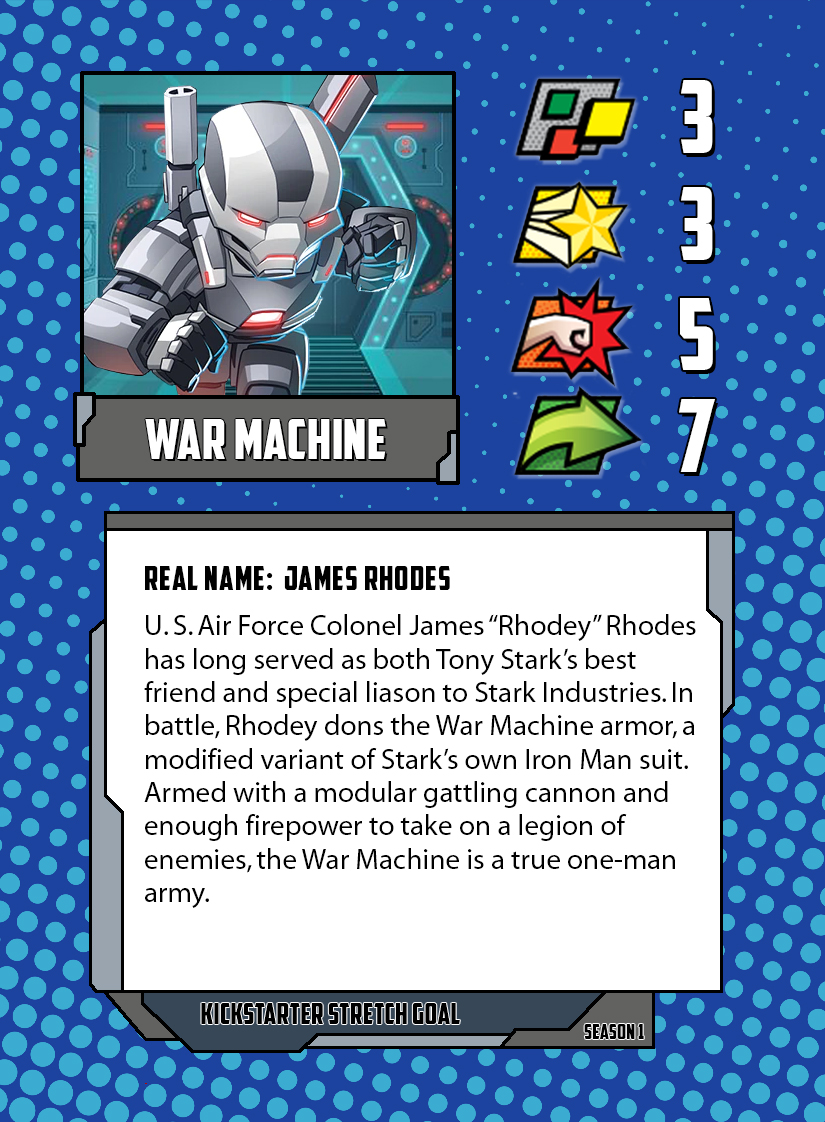 3
3
5
7
WAR MACHINE
REAL NAME: JAMES RHODES
U. S. Air Force Colonel James “Rhodey” Rhodes
has long served as both Tony Stark’s best
friend and special liason to Stark Industries. In
battle, Rhodey dons the War Machine armor, a
modified variant of Stark’s own Iron Man suit.
Armed with a modular gattling cannon and
enough firepower to take on a legion of
enemies, the War Machine is a true one-man
army.
KICKSTARTER STRETCH GOAL
SEASON 1